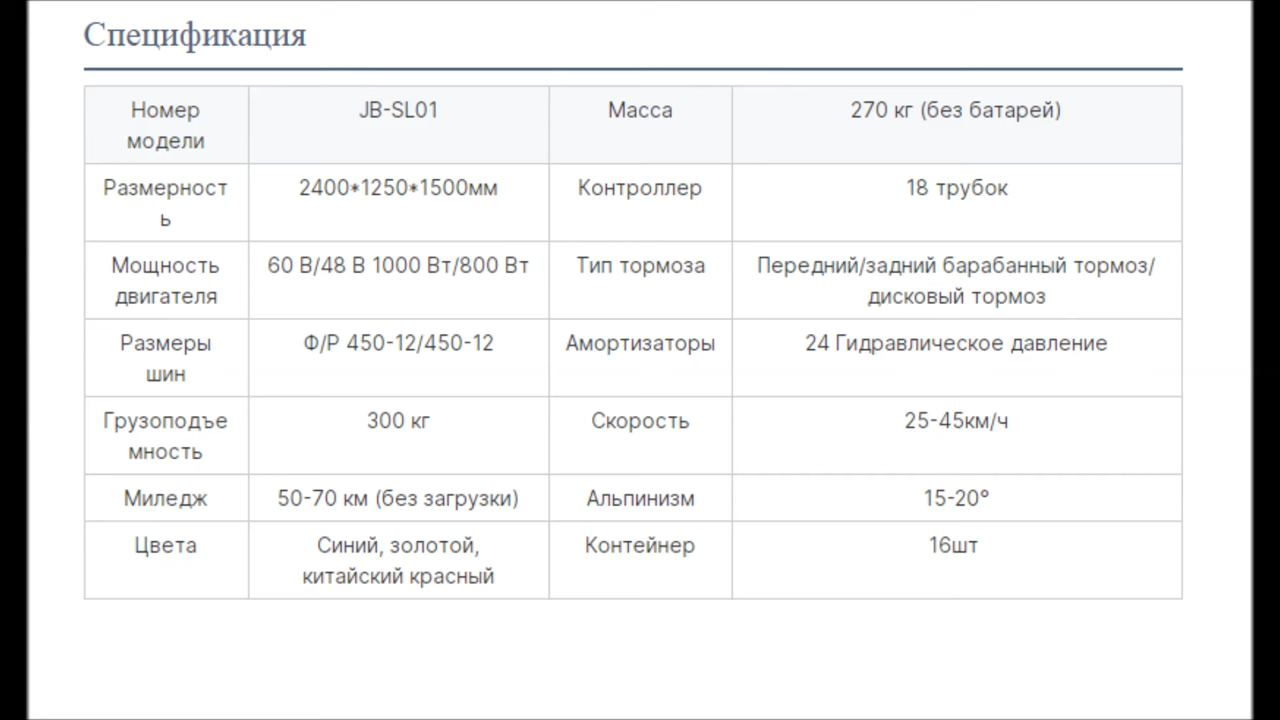 Спецификация
Номер модели JB-SL01 Масса 270 кг (без батарей)
Размерность 2400*1250*1500мм Контроллер 18 трубок
Мощность двигателя 60 В/48 В 1000 Вт/800 Вт Тип тормоза Передний/задний барабанный тормоз/дисковый тормоз
Размеры шин Ф/Р 450-12/450-12 Амортизаторы 24 Гидравлическое давление
Грузоподъемность 300 кг Скорость 25-45км/ч
Миледж 50-70 км (без загрузки) Альпинизм 15-20°
Цвета Синий, золотой, китайский красный Контейнер 16шт